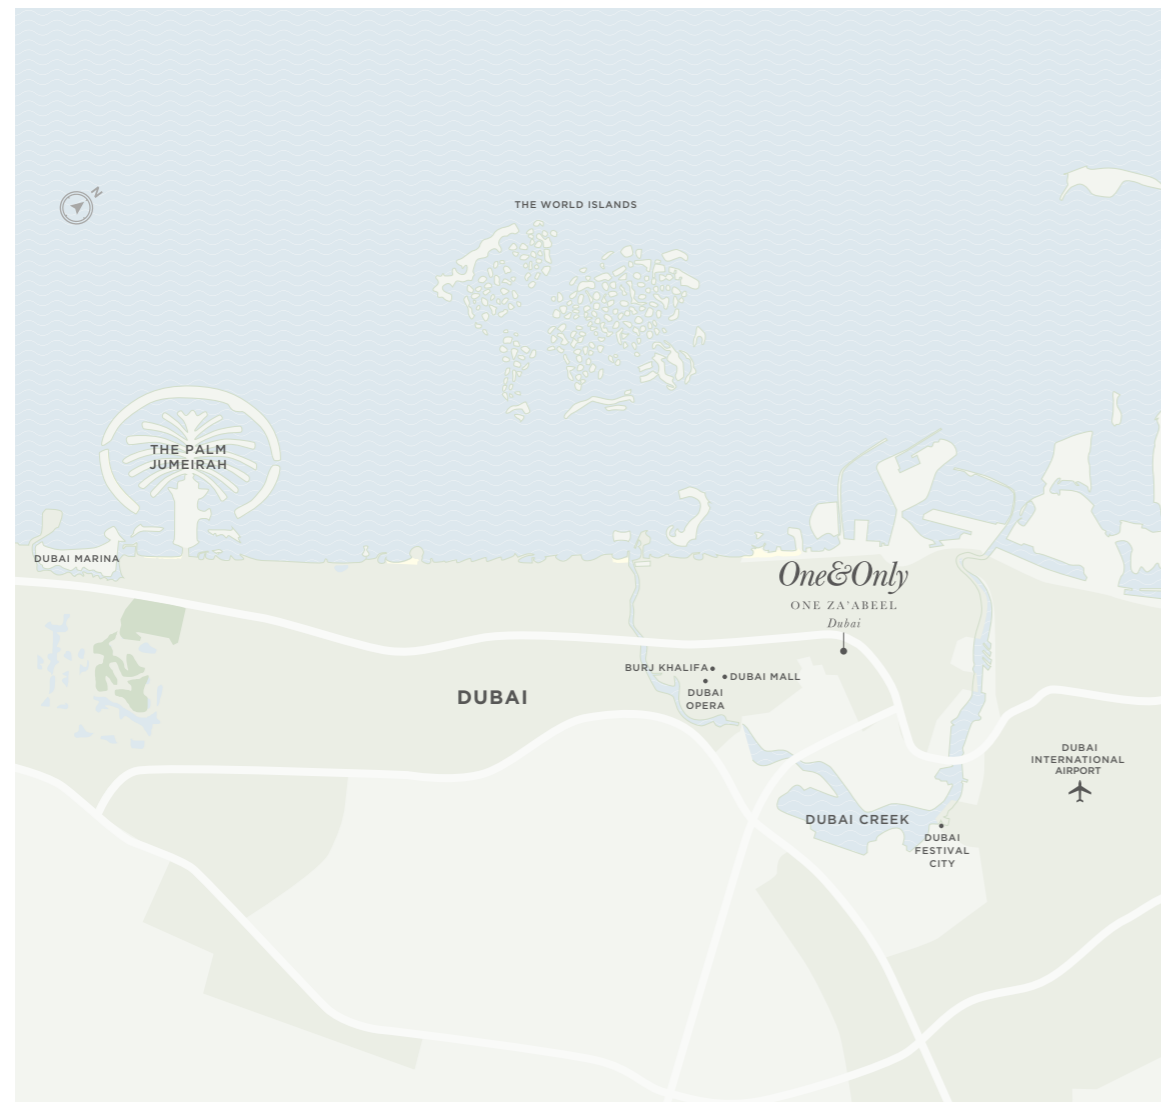 N
THE WORLD ISLANDS
THE PALM
JUMEIRAH
DUBAI MARINA
One&Only
ONE ZA'ABEEL
Dubai
BURJ KHALIFA
DUBAI MALL
DUBAI
OPERA
DUBAI
DUBAI
INTERNATIONAL
AIRPORT
DUBAI CREEK
DUBAI
FESTIVAL
CITY